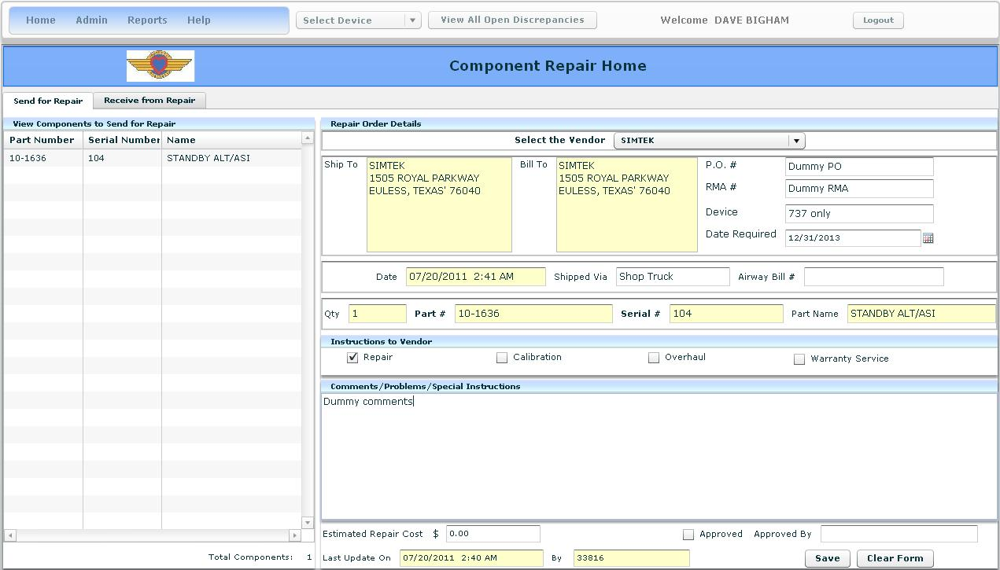 Home Admin Reports Help Select Device View All Open Discrepancies Welcome DAVE BIGHAM Logout
Component Repair Home
Send for Repair Receive from Repair
View Components to Send for Repair
Part Number Serial Number Name
10-1636 104 STANDBY ALT/ASI
Total Components: 1
Repair Order Details
Select the Vendor SIMTEK
Ship To SIMTEK
1505 ROYAL PARKWAY
EULESS, TEXAS' 76040
Bill To SIMTEK
1505 ROYAL PARKWAY
EULESS, TEXAS' 76040
P.O. # Dummy PO
RMA # Dummy RMA
Device 737 only
Date Required 12/31/2013
Date 07/20/2011 2:41 AM Shipped Via Shop Truck Airway Bill #
Qty 1 Part # 10-1636 Serial # 104 Part Name STANDBY ALT/ASI
Instructions to Vendor
Repair Calibration Overhaul Warranty Service
Comments/Problems/Special Instructions
Dummy comments
Estimated Repair Cost $ 0.00 Approved Approved By
Last Update On 07/20/2011 2:40 AM By 33816 Save Clear Form